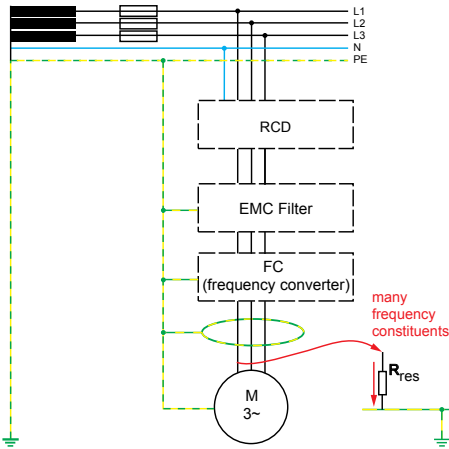 L1
L2
L3
N
PE
RCD
EMC Filter
FC
(frequency converter)
many
frequency
constituents
Rres
M
3~